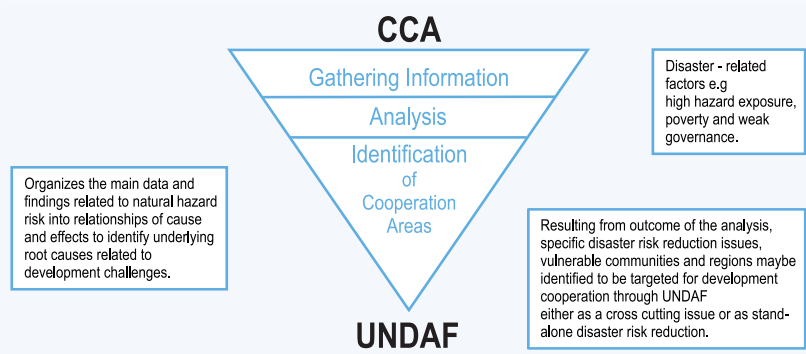 CCA
Gathering Information
Analysis
Identification
of
Cooperation
Areas
UNDAF
Disaster - related
factors e.g
high hazard exposure,
poverty and weak
governance.
Organizes the main data and
findings related to natural hazard
risk into relationships of cause
and effects to identify underlying
root causes related to
development challenges.
Resulting from outcome of the analysis,
specific disaster risk reduction issues,
vulnerable communities and regions maybe
identified to be targeted for development
cooperation through UNDAF
either as a cross cutting issue or as stand-
alone disaster risk reduction.